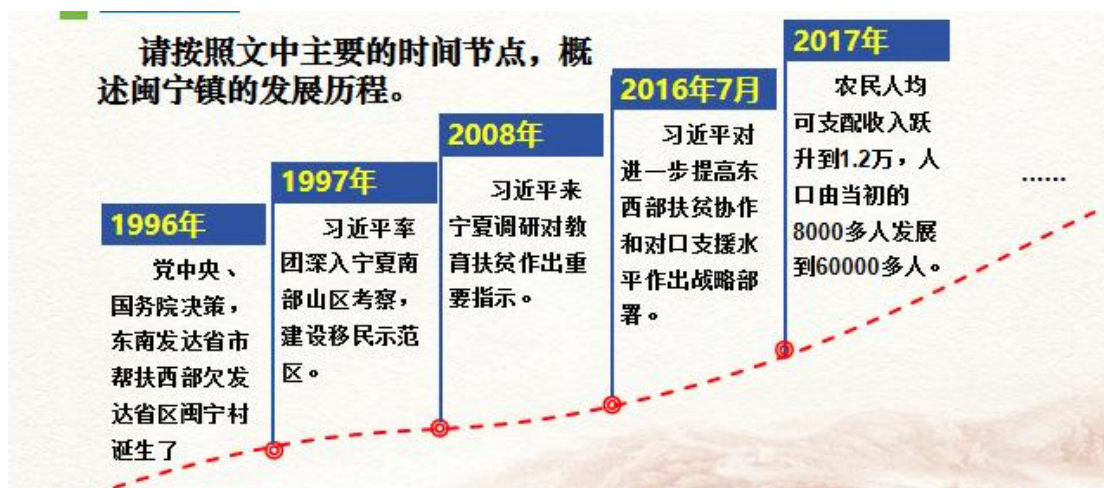 请按照文中主要的时间节点，概
述闽宁镇的发展历程。
1996年
党中央、
国务院决策，
东南发达省市
帮扶西部欠发
达省区闽宁村
诞生了
1997年
习近平率
团深入宁夏南
部山区考察，
建设移民示范
区。
2008年
习近平来
宁夏调研对教
育扶贫作出重
要指示。
2016年7月
习近平对
进一步提高东
西部扶贫协作
和对口支援水
平作出战略部
署。
2017年
农民人均
可支配收入跃
升到1.2万，人
口由当初的
8000多人发展
到60000多人。
······